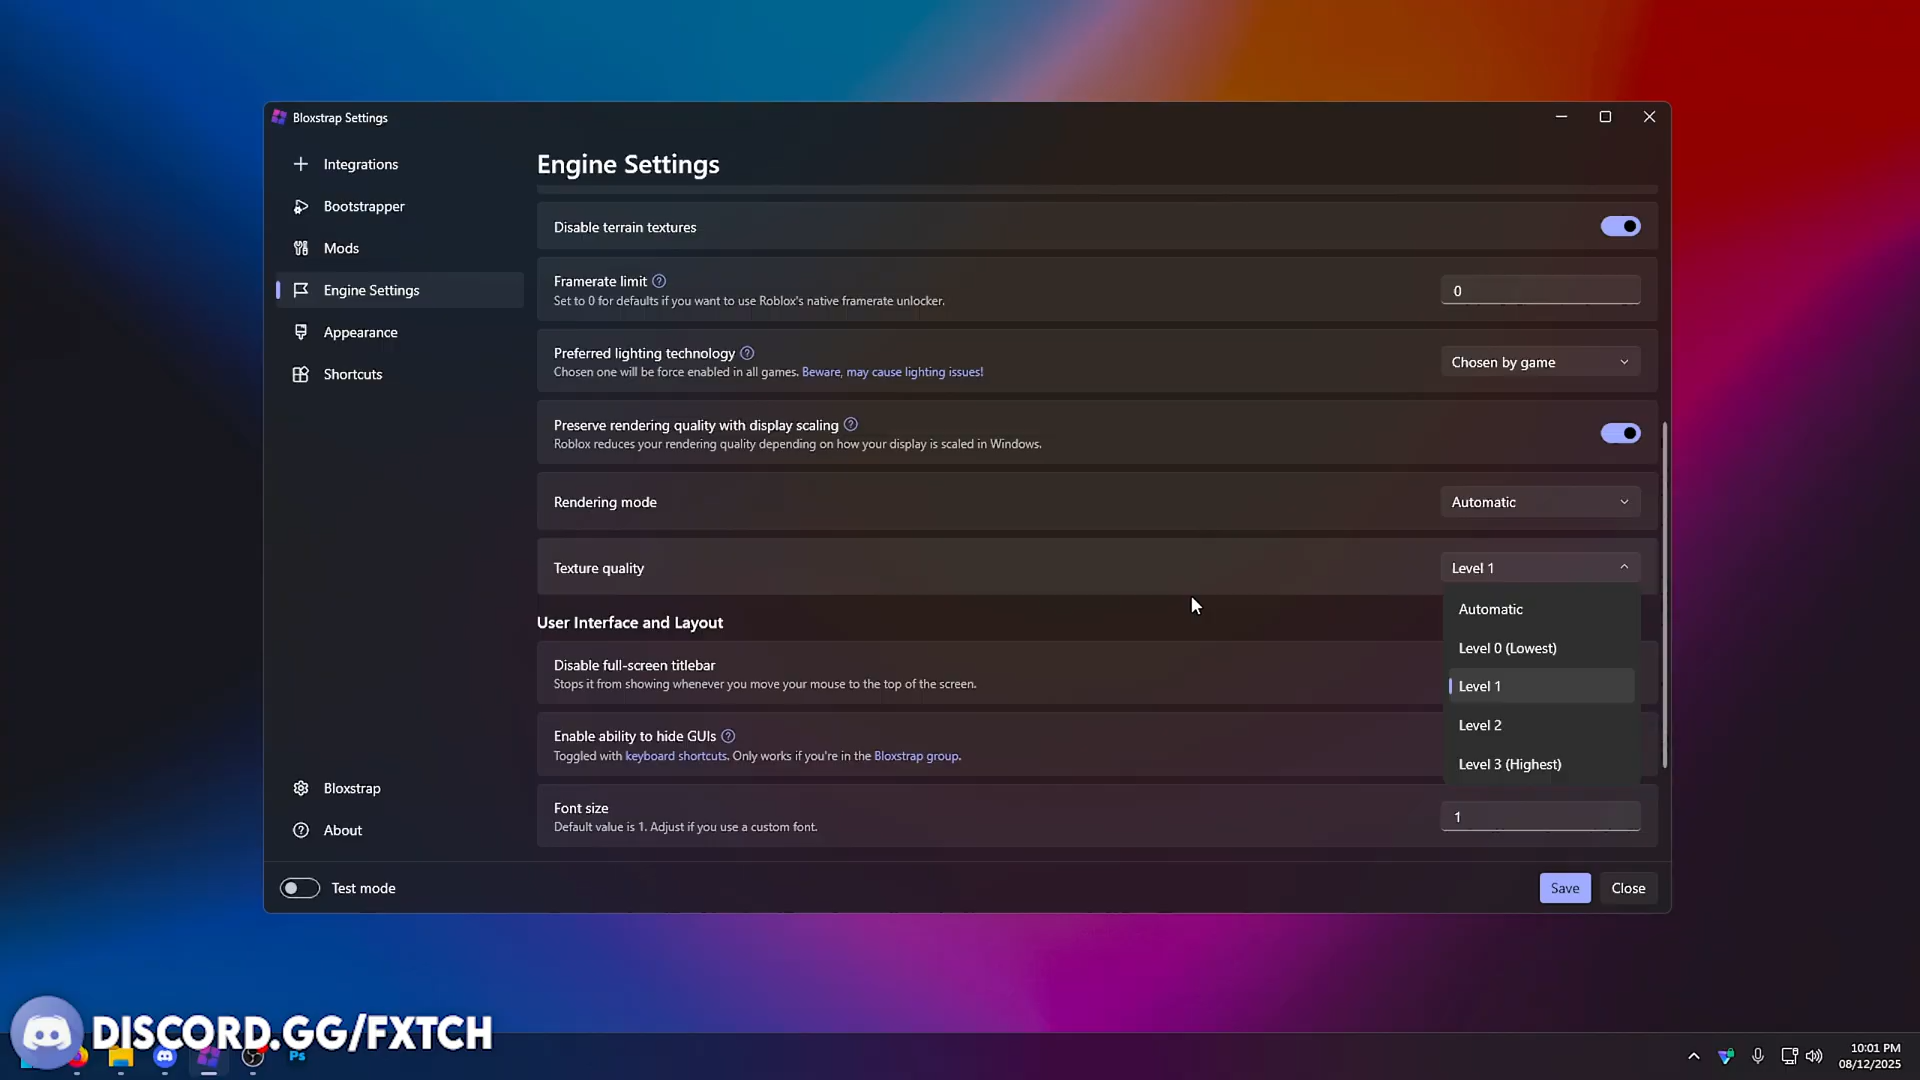 Bloxstrap Settings
Integrations
Bootstrapper
Mods
Engine Settings
Appearance
Shortcuts
Bloxstrap
About
Engine Settings
Disable terrain textures
Framerate limit
Set to 0 for defaults if you want to use Roblox's native framerate unlocker.
0
Preferred lighting technology
Chosen one will be force enabled in all games. Beware, may cause lighting issues!
Chosen by game
Preserve rendering quality with display scaling
Roblox reduces your rendering quality depending on how your display is scaled in Windows.
Rendering mode
Automatic
Texture quality
Level 1
Automatic
Level 0 (Lowest)
Level 1
Level 2
Level 3 (Highest)
User Interface and Layout
Disable full-screen titlebar
Stops it from showing whenever you move your mouse to the top of the screen.
Enable ability to hide GUIs
Toggled with keyboard shortcuts. Only works if you're in the Bloxstrap group.
Font size
Default value is 1. Adjust if you use a custom font.
1
Test mode
Save
Close
DISCORD.GG/FXTCH
Ps
10:01 PM
08/12/2025